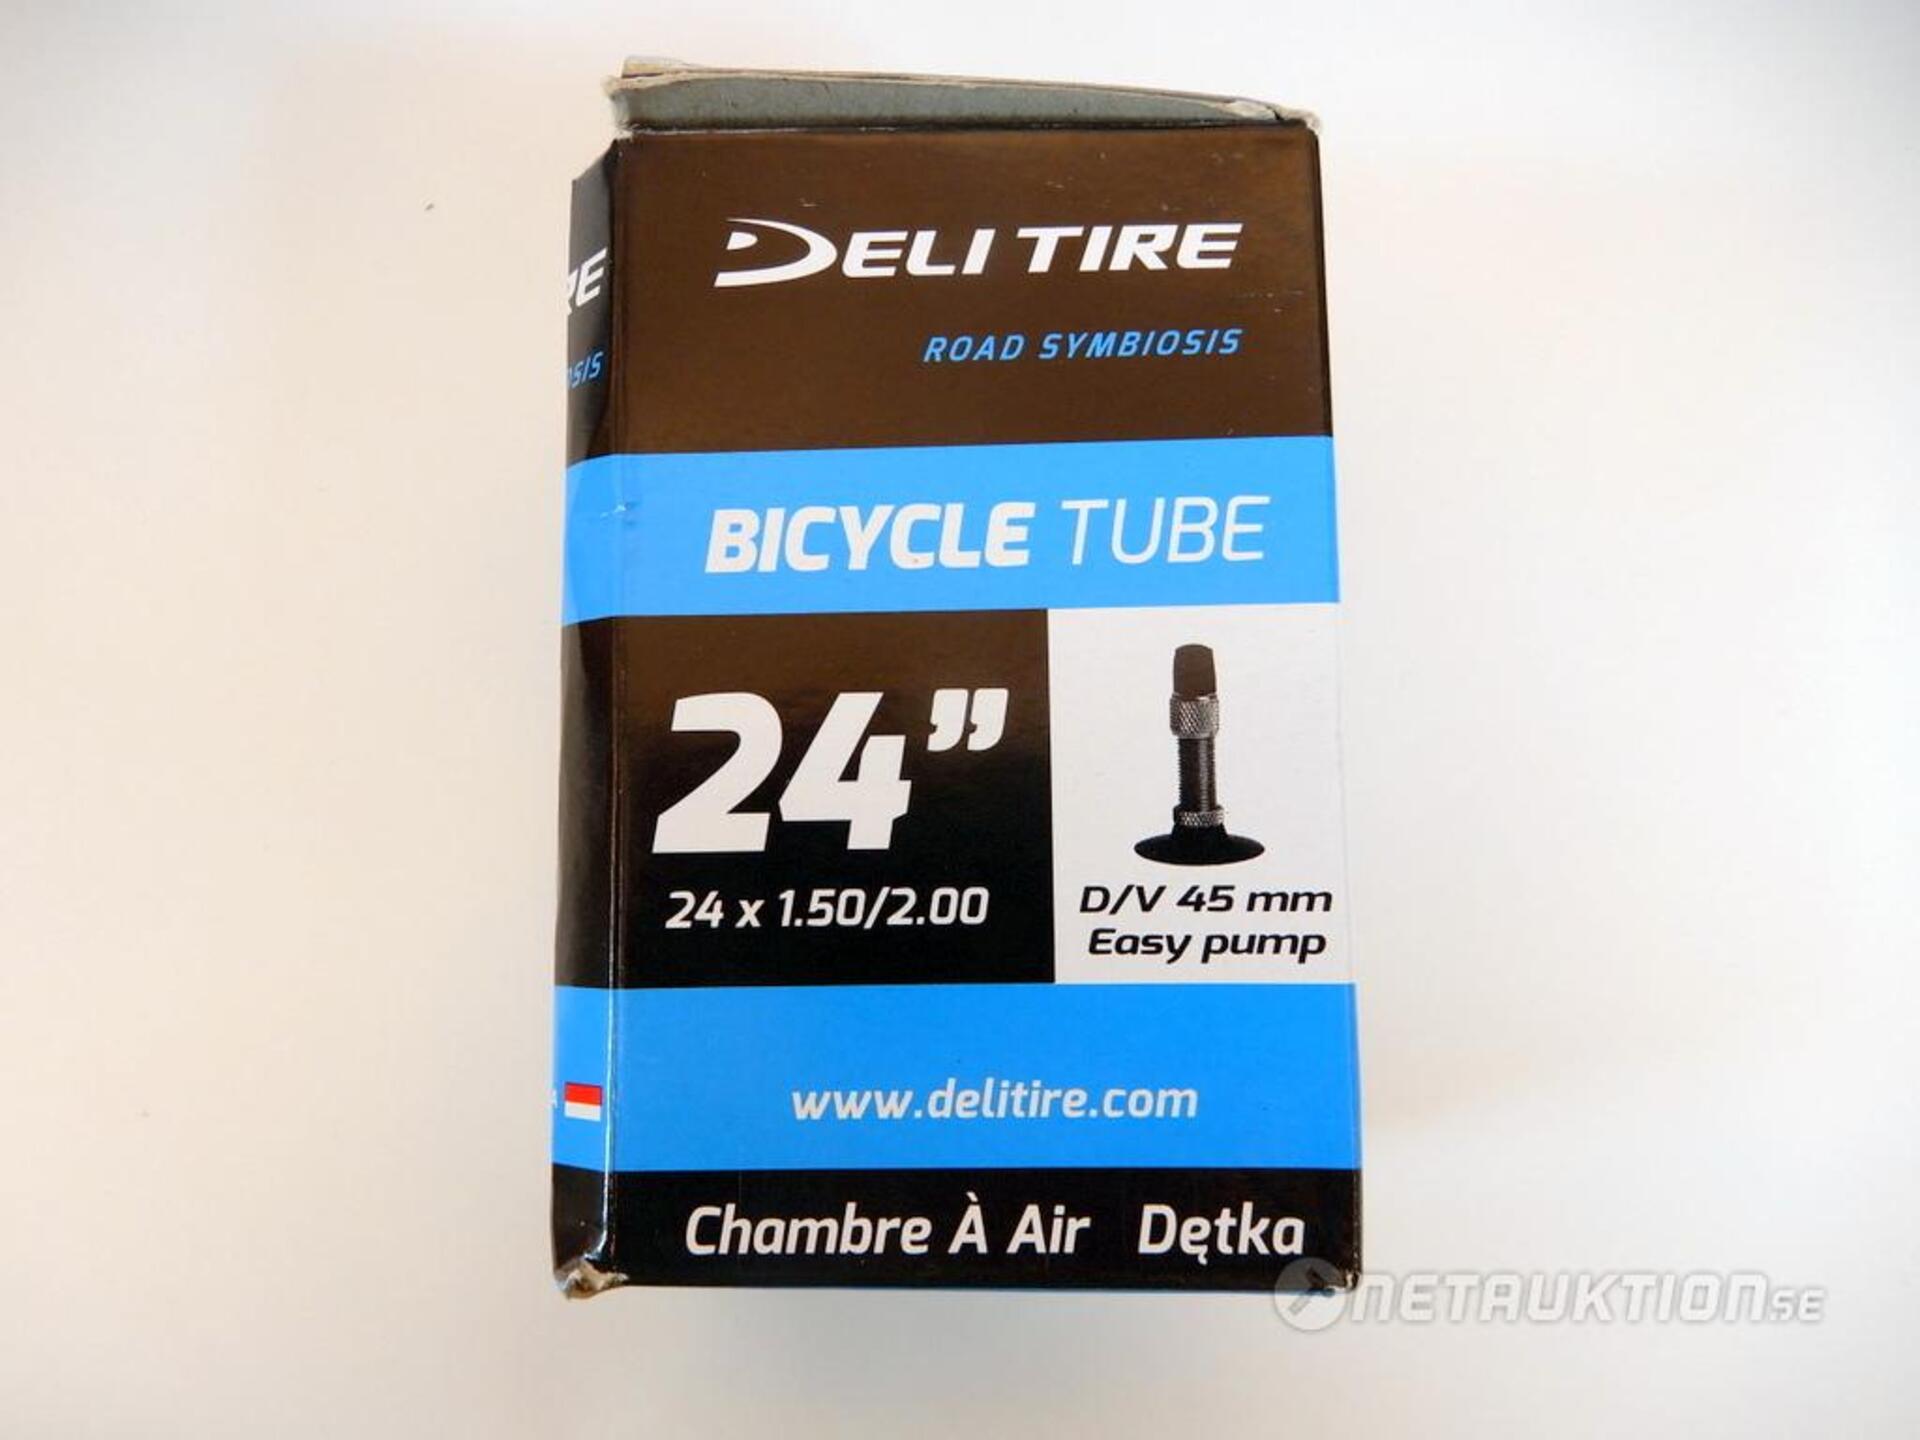 DELI TIRE
ROAD SYMBIOSIS
BICYCLE TUBE
24”
24 x 1.50/2.00
D/V 45 mm
Easy pump
www.delitire.com
Chambre À Air Dętka
NETAUKTION.SE